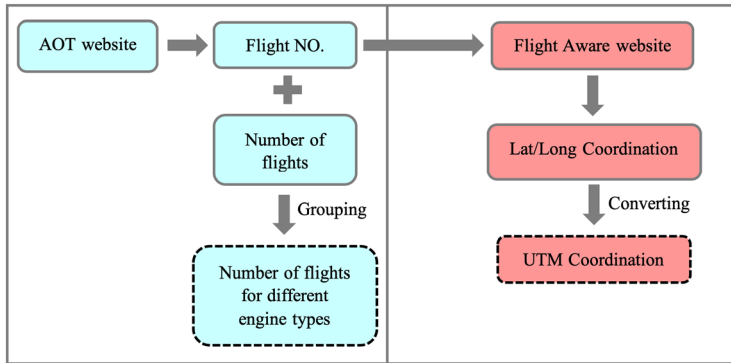 AOT website
Flight NO.
Flight Aware website
Number of
flights
Lat/Long Coordination
Grouping
Converting
Number of flights
for different
engine types
UTM Coordination